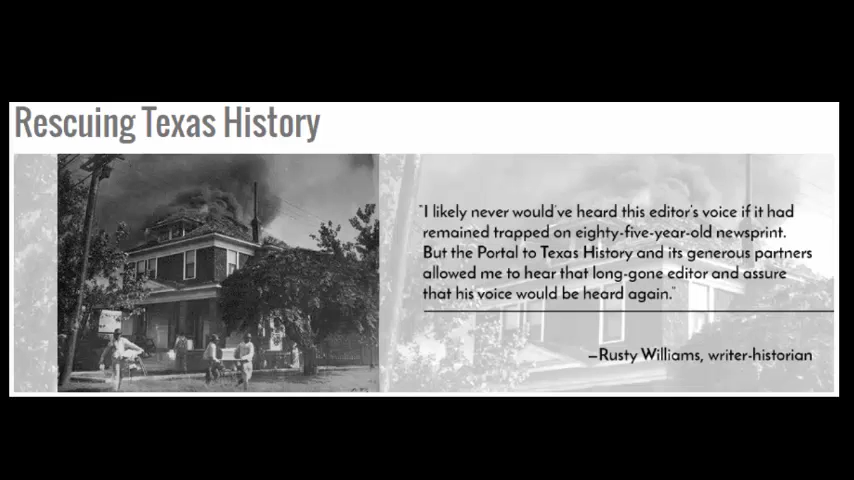 Rescuing Texas History
"I likely never would've heard this editor's voice if it had
remained trapped on eighty-five-year-old newsprint.
But the Portal to Texas History and its generous partners
allowed me to hear that long-gone editor and assure
that his voice would be heard again."
—Rusty Williams, writer-historian